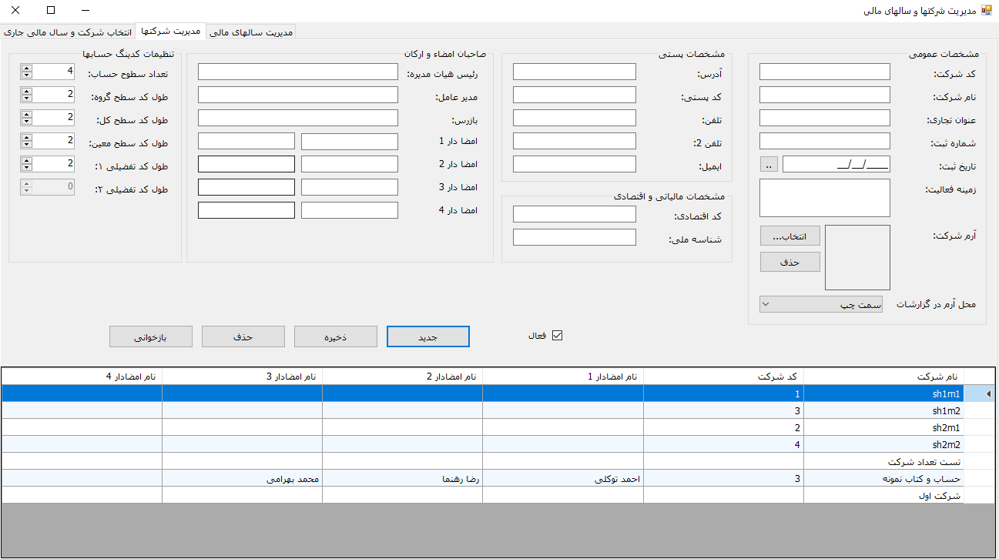 مدیریت شرکتها و سالهای مالی
مدیریت سالهای مالی
مدیریت شرکتها
انتخاب شرکت و سال مالی جاری
مشخصات عمومی
کد شرکت:
نام شرکت:
عنوان تجاری:
شماره ثبت:
تاریخ ثبت:
____/__/__
..
زمینه فعالیت:
آرم شرکت:
انتخاب...
حذف
محل آرم در گزارشات
سمت چپ
مشخصات پستی
آدرس:
کد پستی:
تلفن:
تلفن 2:
ایمیل:
مشخصات مالیاتی و اقتصادی
کد اقتصادی:
شناسه ملی:
صاحبان امضاء و ارکان
رئیس هیات مدیره:
مدیر عامل:
بازرس:
امضا دار 1
امضا دار 2
امضا دار 3
امضا دار 4
تنظیمات کدینگ حسابها
تعداد سطوح حساب: 4
طول کد سطح گروه: 2
طول کد سطح کل: 2
طول کد سطح معین: 2
طول کد تفضیلی ۱: 2
طول کد تفضیلی ۲: 0
فعال
جدید
ذخیره
حذف
بازخوانی
نام شرکت کد شرکت نام امضادار 1 نام امضادار 2 نام امضادار 3 نام امضادار 4
sh1m1 1
sh1m2 3
sh2m1 2
sh2m2 4
تست تعداد شرکت
حساب و کتاب نمونه 3 احمد توکلی رضا رهنما محمد بهرامی
شرکت اول